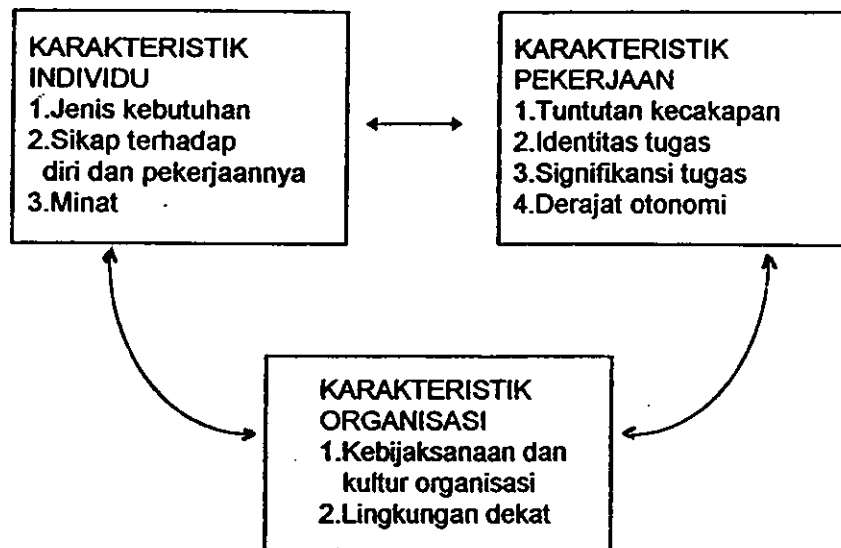 KARAKTERISTIK
INDIVIDU
1.Jenis kebutuhan
2.Sikap terhadap
diri dan pekerjaannya
3.Minat
KARAKTERISTIK
PEKERJAAN
1.Tuntutan kecakapan
2.Identitas tugas
3.Signifikansi tugas
4.Derajat otonomi
KARAKTERISTIK
ORGANISASI
1.Kebijaksanaan dan
kultur organisasi
2.Lingkungan dekat